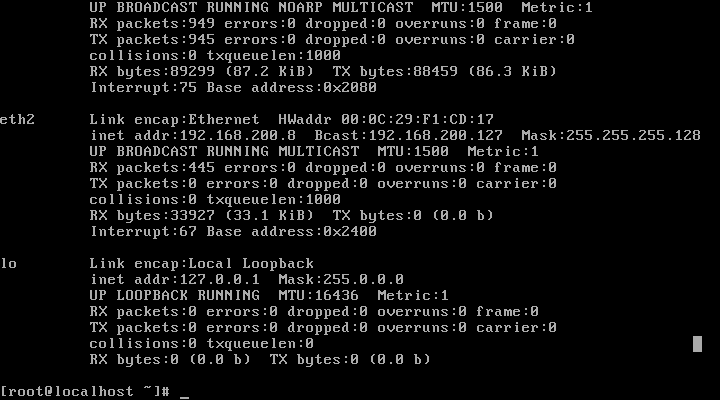 UP BROADCAST RUNNING NOARP MULTICAST  MTU:1500  Metric:1
RX packets:949 errors:0 dropped:0 overruns:0 frame:0
TX packets:945 errors:0 dropped:0 overruns:0 carrier:0
collisions:0 txqueuelen:1000
RX bytes:89299 (87.2 KiB)  TX bytes:88459 (86.3 KiB)
Interrupt:75 Base address:0x2080
eth2      Link encap:Ethernet  HWaddr 00:0C:29:F1:CD:17
inet addr:192.168.200.8  Bcast:192.168.200.127  Mask:255.255.255.128
UP BROADCAST RUNNING MULTICAST  MTU:1500  Metric:1
RX packets:445 errors:0 dropped:0 overruns:0 frame:0
TX packets:0 errors:0 dropped:0 overruns:0 carrier:0
collisions:0 txqueuelen:1000
RX bytes:33927 (33.1 KiB)  TX bytes:0 (0.0 b)
Interrupt:67 Base address:0x2400
lo        Link encap:Local Loopback
inet addr:127.0.0.1  Mask:255.0.0.0
UP LOOPBACK RUNNING  MTU:16436  Metric:1
RX packets:0 errors:0 dropped:0 overruns:0 frame:0
TX packets:0 errors:0 dropped:0 overruns:0 carrier:0
collisions:0 txqueuelen:0
RX bytes:0 (0.0 b)  TX bytes:0 (0.0 b)
[root@localhost ~]# _